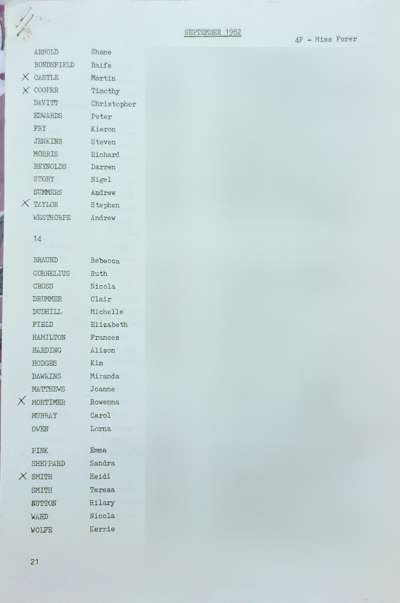 SEPTEMBER 1982
4F - Miss Forer
ARNOLD Shane
BONDSFIELD Raife
X CASTLE Martin
X COOPER Timothy
DAVITT Christopher
EDWARDS Peter
FRY Kieron
JENKINS Steven
MORRIS Richard
REYNOLDS Darren
STORY Nigel
SUMMERS Andrew
X TAYLOR Stephen
WESTHORPE Andrew
14
BRAUND Rebecca
CORNELIUS Ruth
CROSS Nicola
DRUMMER Clair
DUDHILL Michelle
FIELD Elizabeth
HAMILTON Frances
HARDING Alison
HODGES Kim
DAWKINS Miranda
MATTHEWS Joanne
X MORTIMER Rowenna
MURRAY Carol
OWEN Lorna
PINK Emma
SHEPPARD Sandra
X SMITH Heidi
SMITH Teresa
SUTTON Hilary
WARD Nicola
WOLFE Kerrie
21